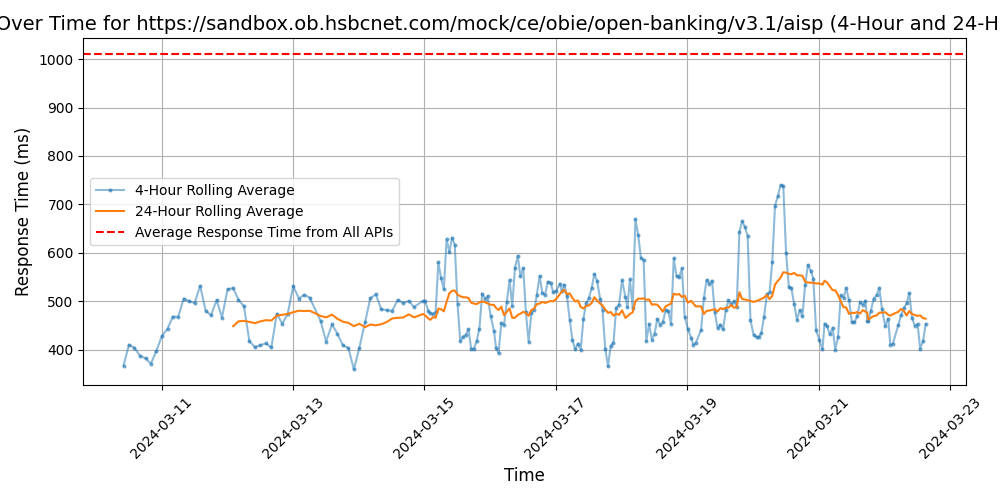 Over Time for https://sandbox.ob.hsbcnet.com/mock/ce/obie/open-banking/v3.1/aisp (4-Hour and 24-H
Response Time (ms)
1000
900
800
700
600
500
400
4-Hour Rolling Average
24-Hour Rolling Average
Average Response Time from All APIs
2024-03-11
2024-03-13
2024-03-15
2024-03-17
2024-03-19
2024-03-21
2024-03-23
Time